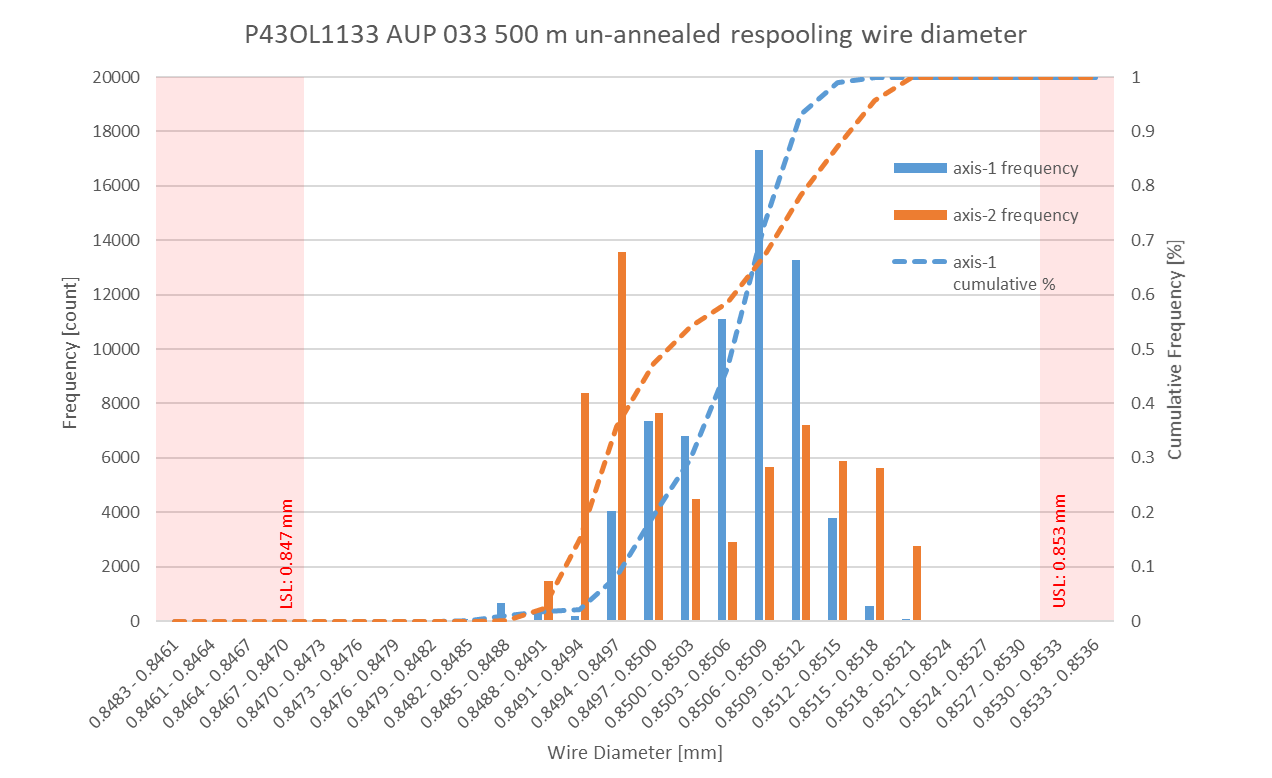 P43OL1133 AUP 033 500 m un-annealed respooling wire diameter
20000
18000
16000
14000
12000
10000
8000
6000
4000
2000
0
Frequency [count]
1
0.9
0.8
0.7
0.6
0.5
0.4
0.3
0.2
0.1
0
Cumulative Frequency [%]
axis-1 frequency
axis-2 frequency
axis-1
cumulative %
LSL: 0.847 mm
USL: 0.853 mm
0.8483 - 0.8461
0.8461 - 0.8464
0.8464 - 0.8467
0.8467 - 0.8470
0.8470 - 0.8473
0.8473 - 0.8476
0.8476 - 0.8479
0.8479 - 0.8482
0.8482 - 0.8485
0.8485 - 0.8488
0.8488 - 0.8491
0.8491 - 0.8494
0.8494 - 0.8497
0.8497 - 0.8500
0.8500 - 0.8503
0.8503 - 0.8506
0.8506 - 0.8509
0.8509 - 0.8512
0.8512 - 0.8515
0.8515 - 0.8518
0.8518 - 0.8521
0.8521 - 0.8524
0.8524 - 0.8527
0.8527 - 0.8530
0.8530 - 0.8533
0.8533 - 0.8536
Wire Diameter [mm]